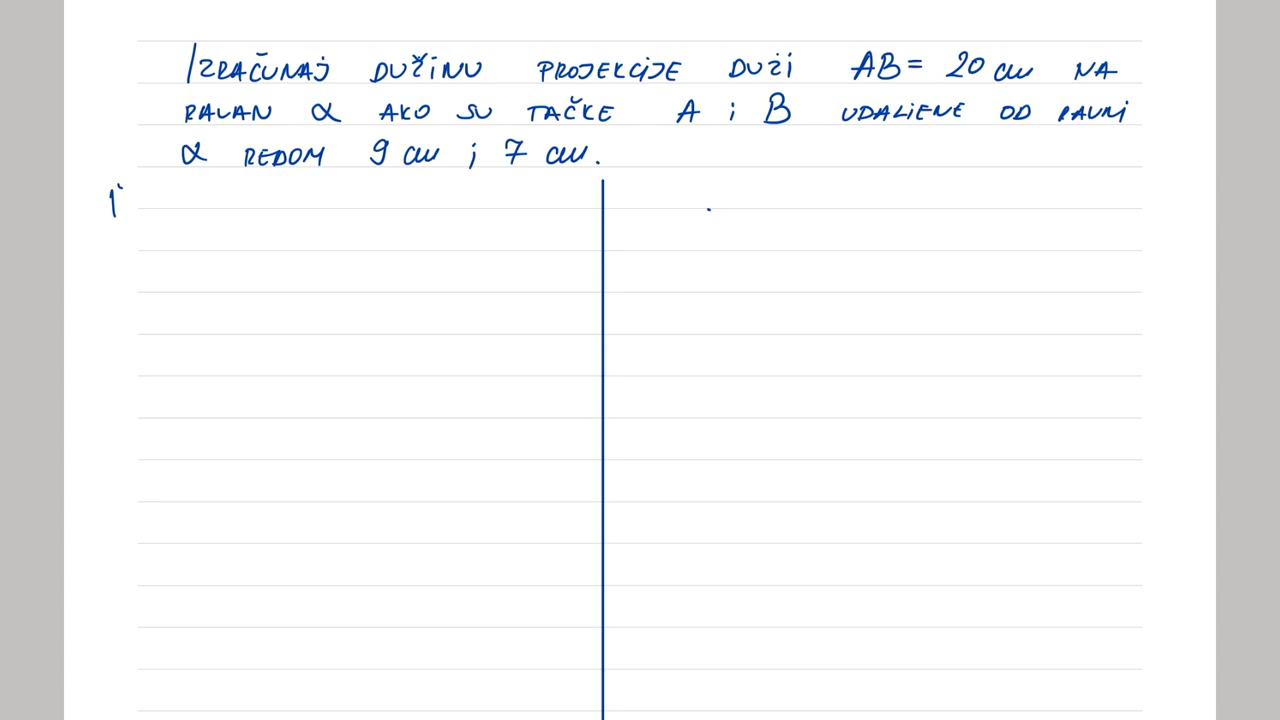 IZRAČUNAJ DUŽINU PROJEKCIJE DUŽI AB = 20 cm NA
RAVAN α AKO SU TAČKE A i B UDALJENE OD RAVNI
α REDOM 9 cm i 7 cm.
1°